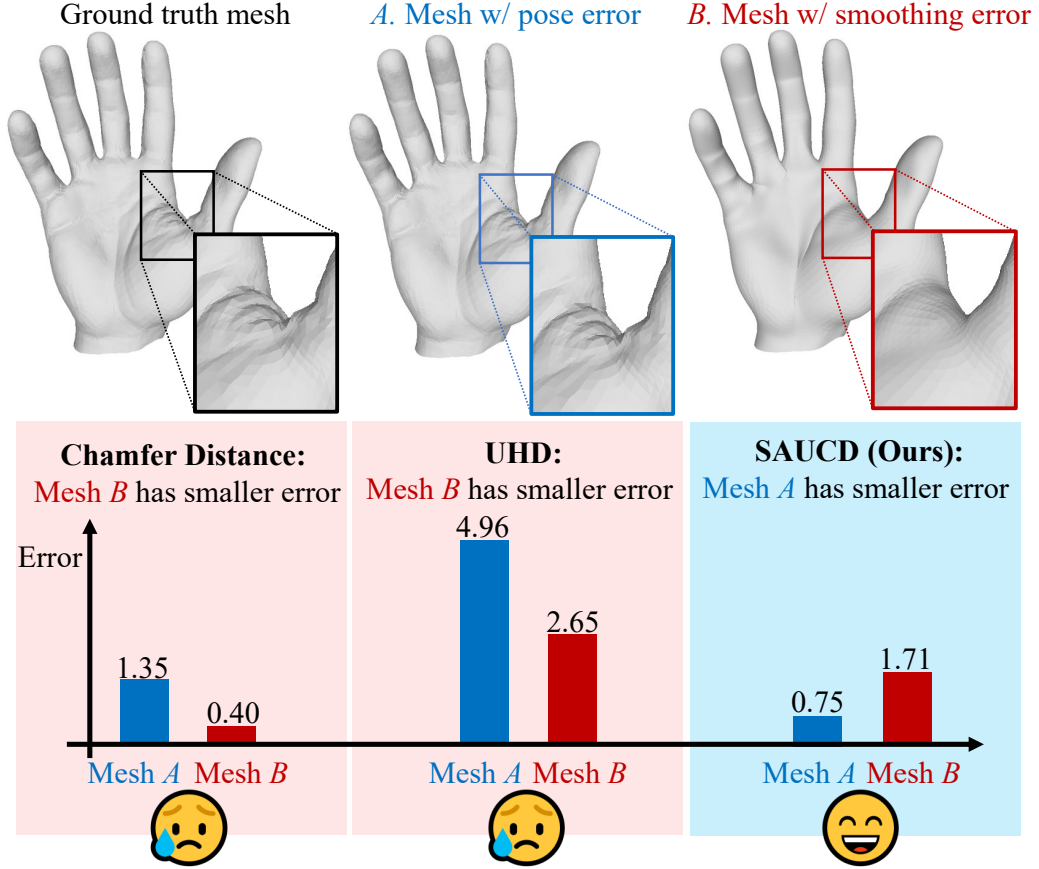 Ground truth mesh
A. Mesh w/ pose error
B. Mesh w/ smoothing error
Chamfer Distance:
Mesh B has smaller error
UHD:
Mesh B has smaller error
SAUCD (Ours):
Mesh A has smaller error
Error
1.35
0.40
4.96
2.65
0.75
1.71
Mesh A
Mesh B
Mesh A
Mesh B
Mesh A
Mesh B